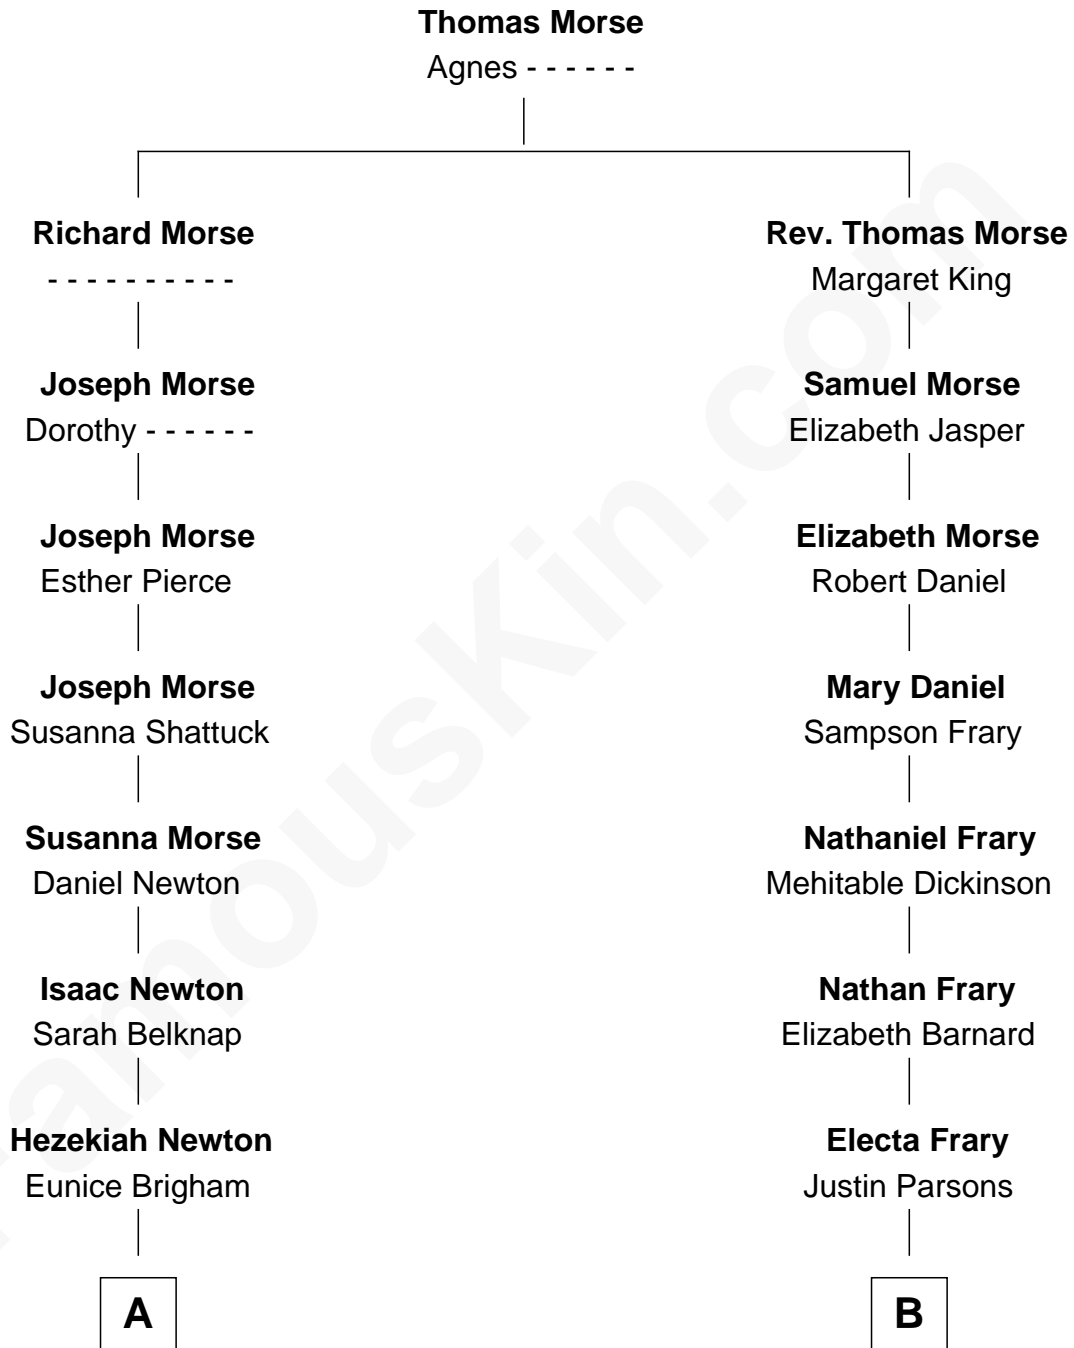 Thomas Morse
Agnes - - - - - -
Richard Morse
- - - - - - - - - -
Rev. Thomas Morse
Margaret King
Joseph Morse
Dorothy - - - - - -
Samuel Morse
Elizabeth Jasper
Joseph Morse
Esther Pierce
Elizabeth Morse
Robert Daniel
Joseph Morse
Susanna Shattuck
Mary Daniel
Sampson Frary
Susanna Morse
Daniel Newton
Nathaniel Frary
Mehitable Dickinson
Isaac Newton
Sarah Belknap
Nathan Frary
Elizabeth Barnard
Hezekiah Newton
Eunice Brigham
Electa Frary
Justin Parsons
A
B
FamousKin.com